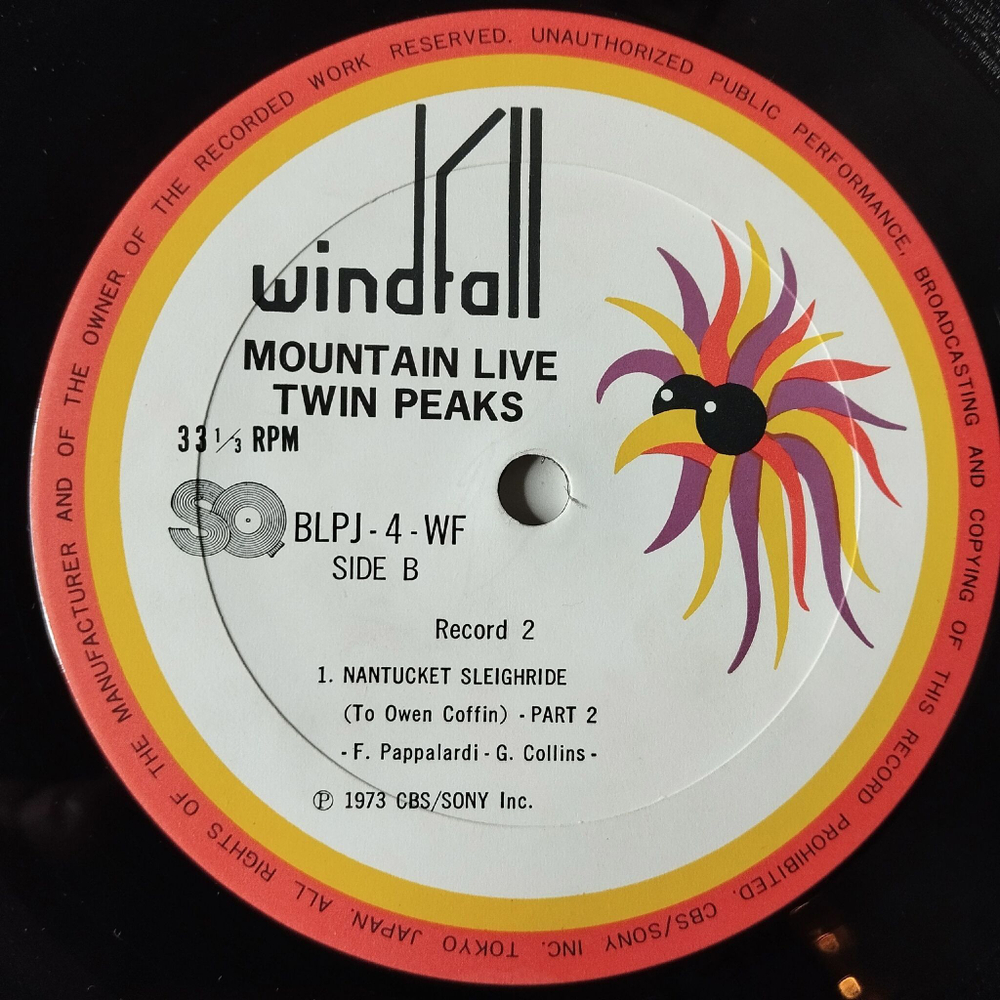 windfall
MOUNTAIN LIVE
TWIN PEAKS
33 1/3 RPM
SQ
BLPJ - 4 - WF
SIDE B
Record 2
1. NANTUCKET SLEIGHRIDE
(To Owen Coffin) - PART 2
- F. Pappalardi - G. Collins -
Ⓟ 1973 CBS/SONY Inc.
ALL RIGHTS OF THE MANUFACTURER AND OF THE OWNER OF THE RECORDED WORK RESERVED. UNAUTHORIZED PUBLIC PERFORMANCE, BROADCASTING AND COPYING OF THIS RECORD PROHIBITED. CBS/SONY INC. TOKYO JAPAN.